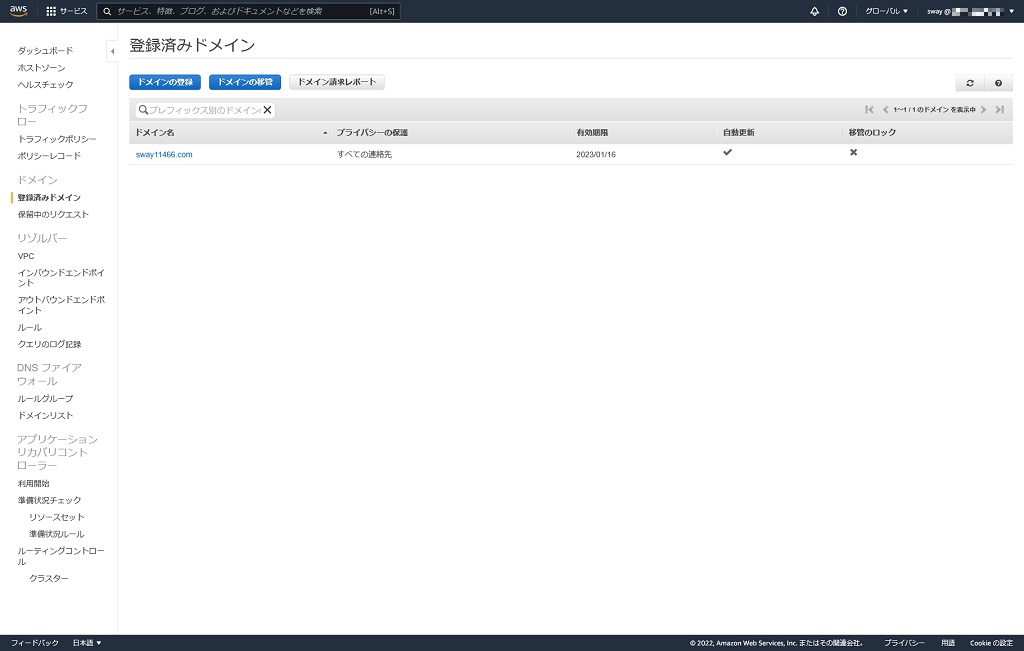 aws
サービス
サービス、特徴、ブログ、およびドキュメントなどを検索
[Alt+S]
グローバル ▼
sway @
ダッシュボード
ホストゾーン
ヘルスチェック
トラフィックフ
ロー
トラフィックポリシー
ポリシーレコード
ドメイン
登録済みドメイン
保留中のリクエスト
リゾルバー
VPC
インバウンドエンドポイ
ント
アウトバウンドエンドポ
イント
ルール
クエリのログ記録
DNS ファイア
ウォール
ルールグループ
ドメインリスト
アプリケーション
リカバリコント
ローラー
利用開始
準備状況チェック
リソースセット
準備状況ルール
ルーティングコントロー
ル
クラスター
登録済みドメイン
ドメインの登録
ドメインの移管
ドメイン請求レポート
プレフィックス別のドメイン
1〜1 / 1 のドメイン を表示中
ドメイン名
プライバシーの保護
有効期限
自動更新
移管のロック
sway11466.com
すべての連絡先
2023/01/16
フィードバック
日本語 ▼
© 2022, Amazon Web Services, Inc. またはその関連会社。
プライバシー
用語
Cookie の設定